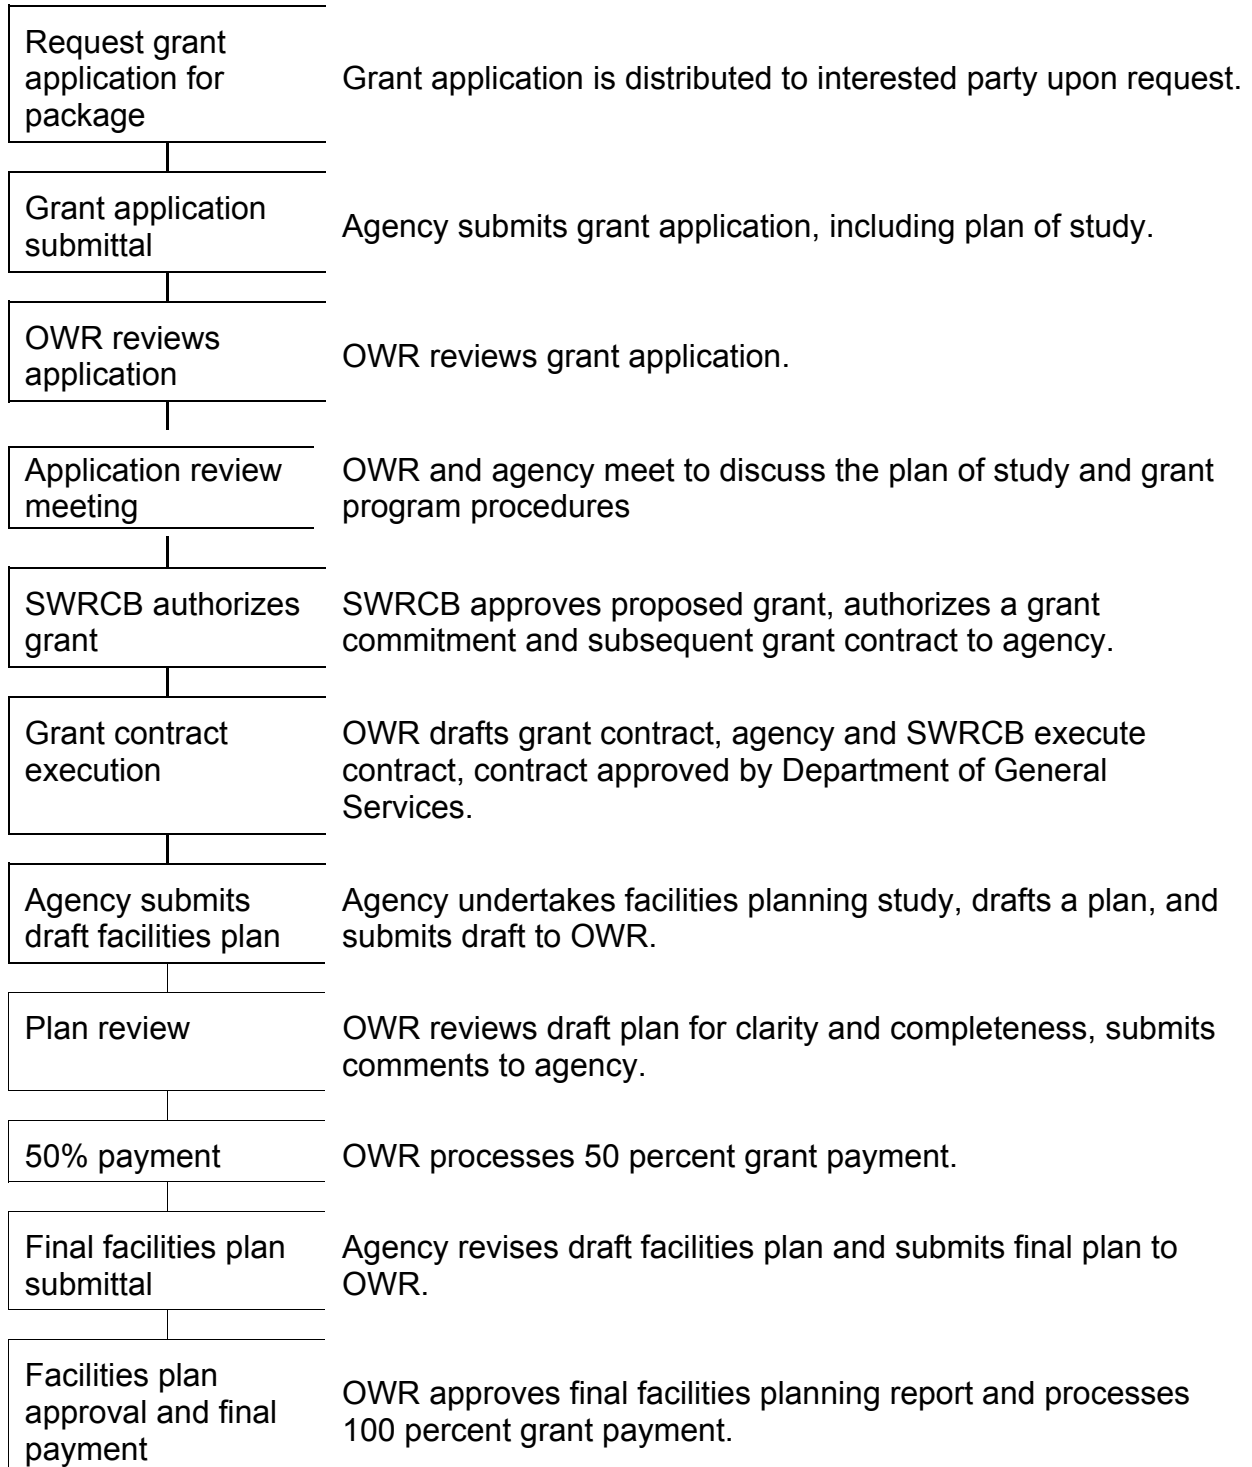 Request grant
application for
package
Grant application is distributed to interested party upon request.
Grant application
submittal
Agency submits grant application, including plan of study.
OWR reviews
application
OWR reviews grant application.
Application review
meeting
OWR and agency meet to discuss the plan of study and grant
program procedures
SWRCB authorizes
grant
SWRCB approves proposed grant, authorizes a grant
commitment and subsequent grant contract to agency.
Grant contract
execution
OWR drafts grant contract, agency and SWRCB execute
contract, contract approved by Department of General
Services.
Agency submits
draft facilities plan
Agency undertakes facilities planning study, drafts a plan, and
submits draft to OWR.
Plan review
OWR reviews draft plan for clarity and completeness, submits
comments to agency.
50% payment
OWR processes 50 percent grant payment.
Final facilities plan
submittal
Agency revises draft facilities plan and submits final plan to
OWR.
Facilities plan
approval and final
payment
OWR approves final facilities planning report and processes
100 percent grant payment.